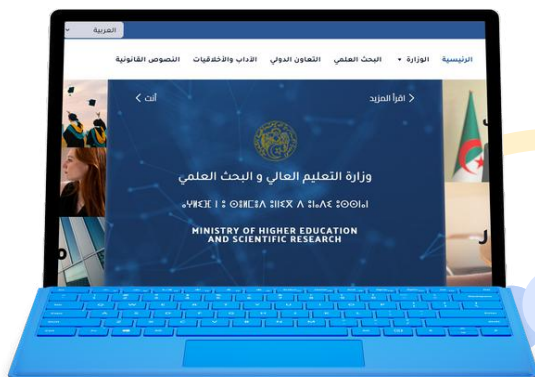 العربية
الرئيسية الوزارة البحث العلمي التعاون الدولي الآداب والأخلاقيات النصوص القانونية
اقرأ المزيد
أنت
وزارة التعليم العالي و البحث العلمي
MINISTRY OF HIGHER EDUCATION
AND SCIENTIFIC RESEARCH